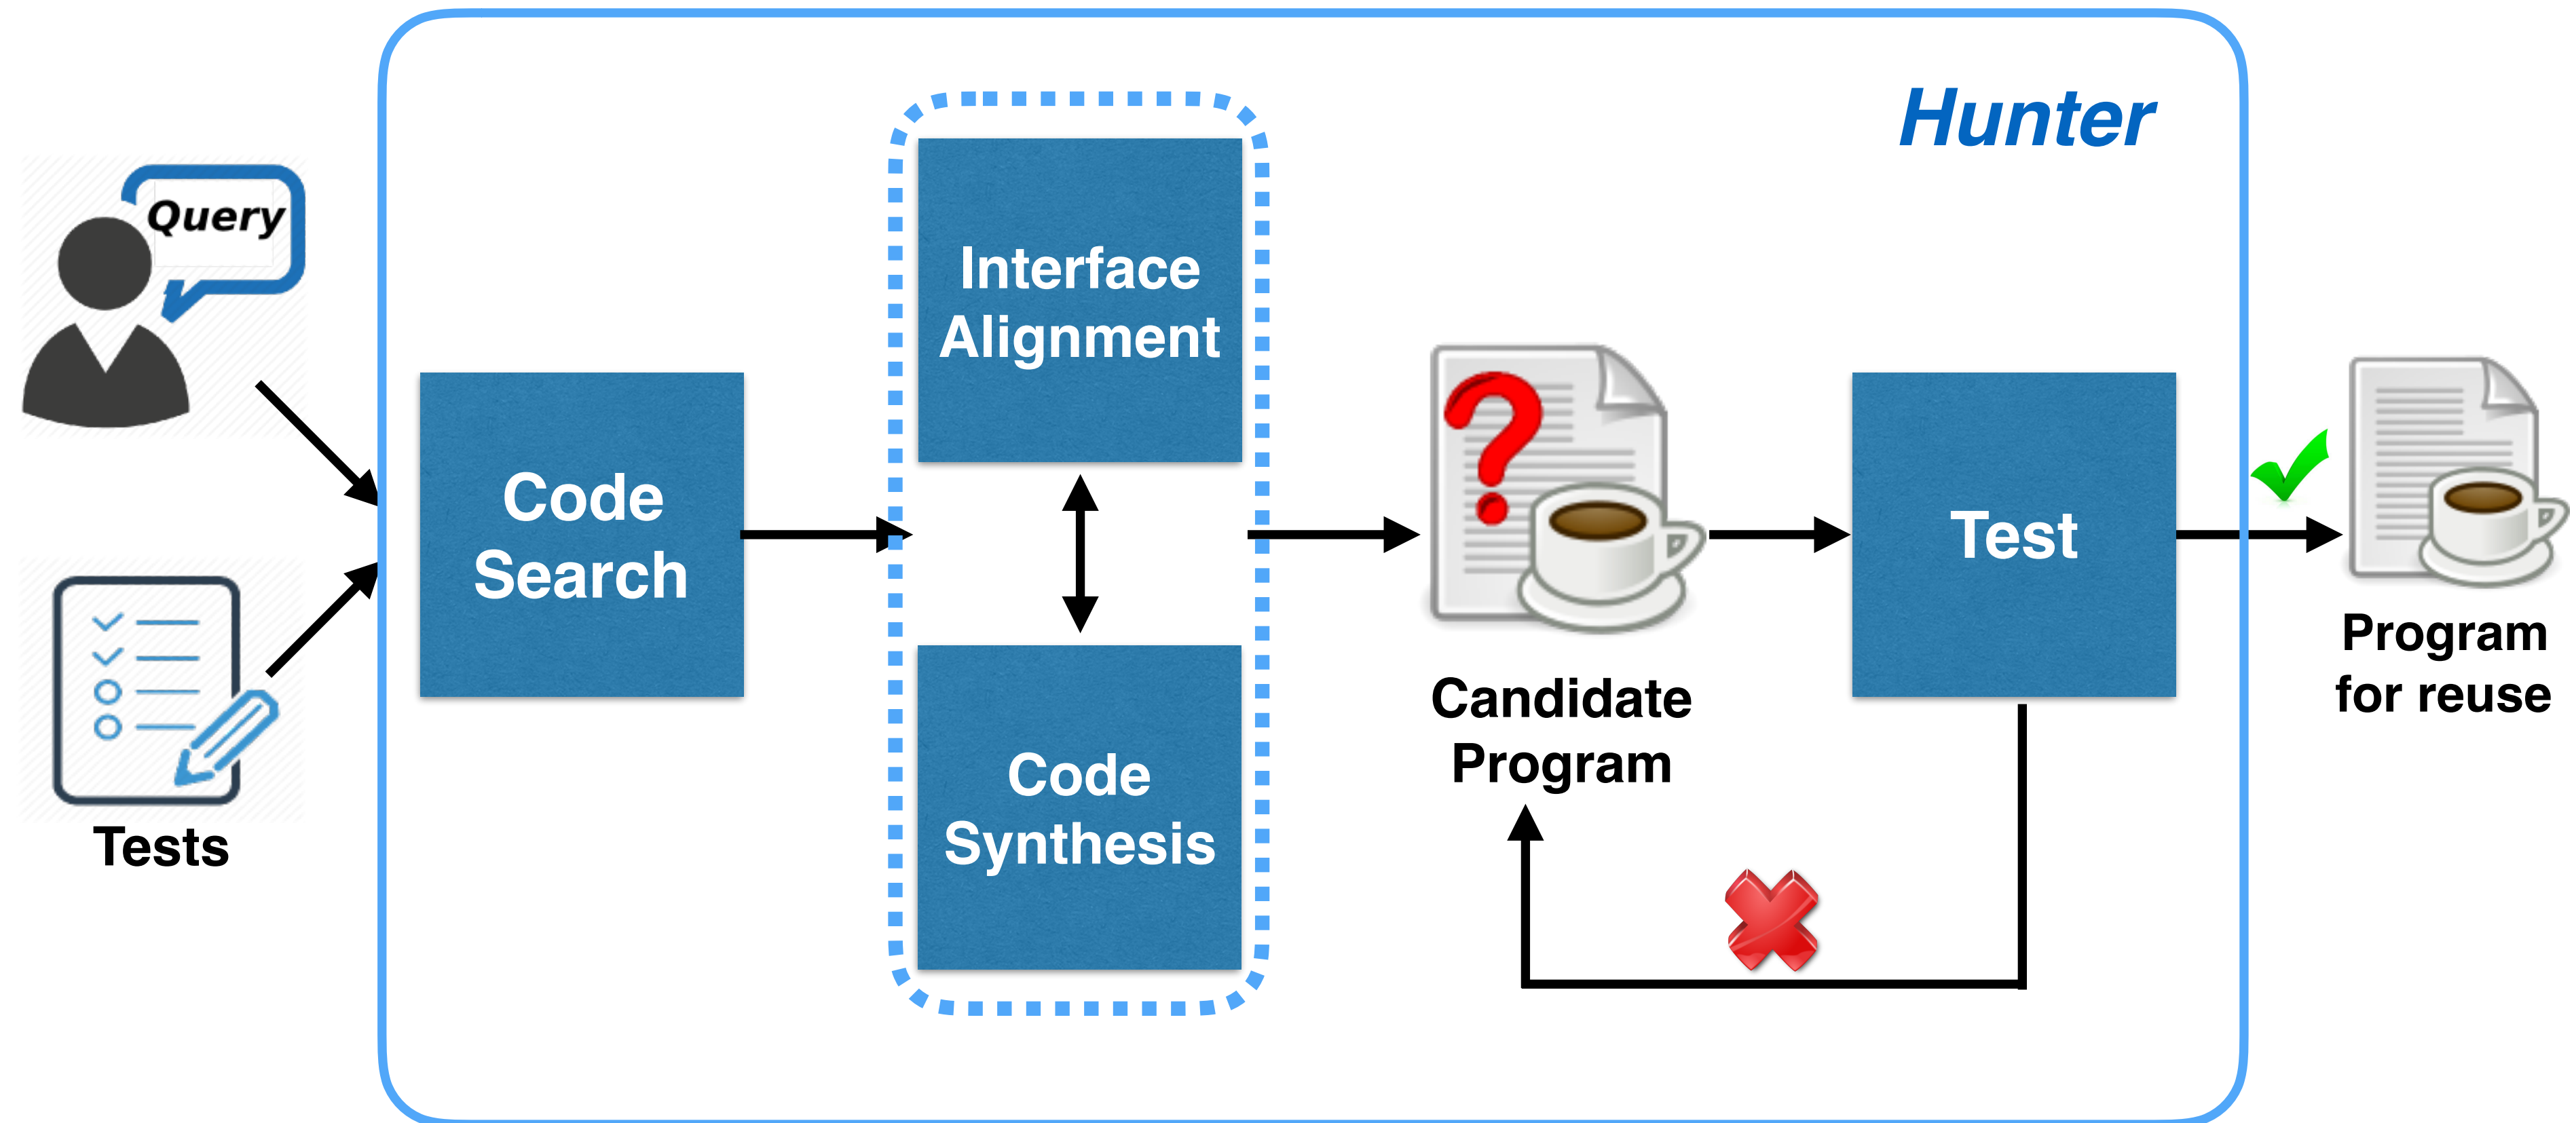 Hunter
Query
Tests
Code
Search
Interface
Alignment
Code
Synthesis
Candidate
Program
Test
Program
for reuse